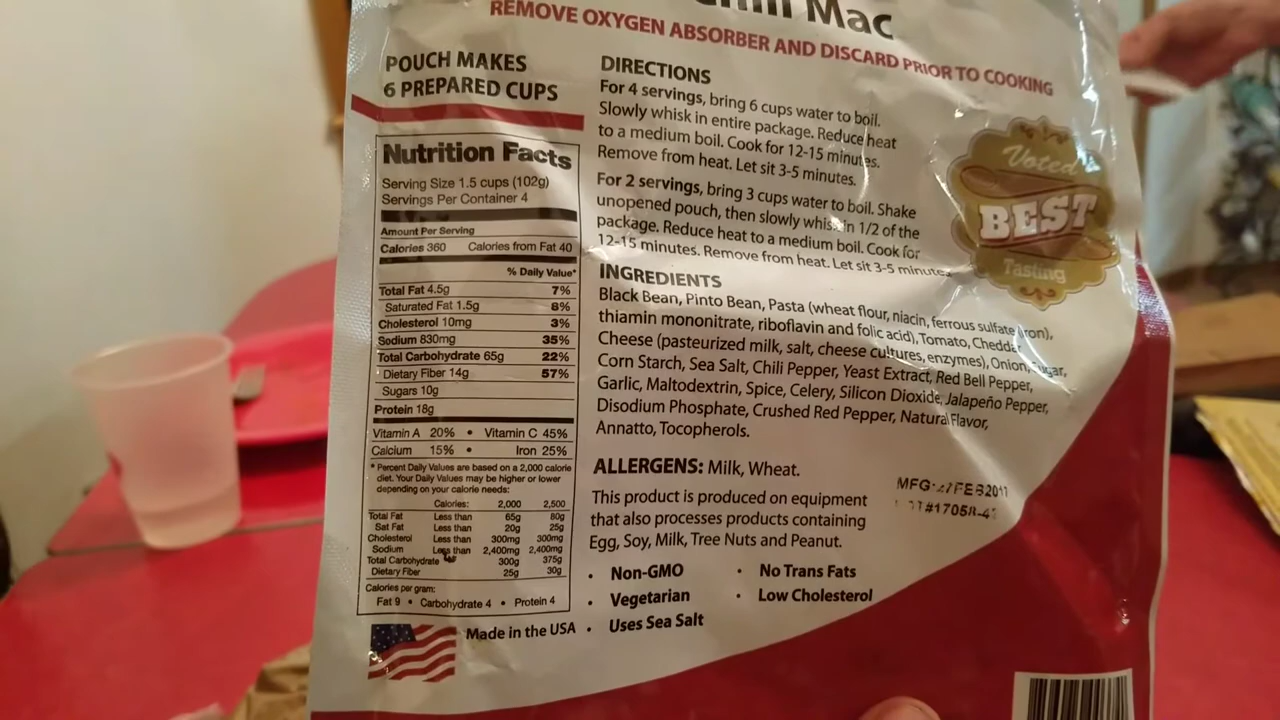 Mac
REMOVE OXYGEN ABSORBER AND DISCARD PRIOR TO COOKING
POUCH MAKES
6 PREPARED CUPS
Nutrition Facts
Serving Size 1.5 cups (102g)
Servings Per Container 4
Amount Per Serving
Calories 360 Calories from Fat 40
% Daily Value*
Total Fat 4.5g 7%
Saturated Fat 1.5g 8%
Cholesterol 10mg 3%
Sodium 830mg 35%
Total Carbohydrate 65g 22%
Dietary Fiber 14g 57%
Sugars 10g
Protein 18g
Vitamin A 20% • Vitamin C 45%
Calcium 15% • Iron 25%
* Percent Daily Values are based on a 2,000 calorie
diet. Your Daily Values may be higher or lower
depending on your calorie needs:
Calories: 2,000 2,500
Total Fat Less than 65g 80g
Sat Fat Less than 20g 25g
Cholesterol Less than 300mg 300mg
Sodium Less than 2,400mg 2,400mg
Total Carbohydrate 300g 375g
Dietary Fiber 25g 30g
Calories per gram:
Fat 9 • Carbohydrate 4 • Protein 4
Made in the USA
DIRECTIONS
For 4 servings, bring 6 cups water to boil.
Slowly whisk in entire package. Reduce heat
to a medium boil. Cook for 12-15 minutes.
Remove from heat. Let sit 3-5 minutes.
For 2 servings, bring 3 cups water to boil. Shake
unopened pouch, then slowly whisk in 1/2 of the
package. Reduce heat to a medium boil. Cook for
12-15 minutes. Remove from heat. Let sit 3-5 minutes.
Voted
BEST
Tasting
INGREDIENTS
Black Bean, Pinto Bean, Pasta (wheat flour, niacin, ferrous sulfate (iron),
thiamin mononitrate, riboflavin and folic acid), Tomato, Cheddar
Cheese (pasteurized milk, salt, cheese cultures, enzymes), Onion, Sugar,
Corn Starch, Sea Salt, Chili Pepper, Yeast Extract, Red Bell Pepper,
Garlic, Maltodextrin, Spice, Celery, Silicon Dioxide, Jalapeño Pepper,
Disodium Phosphate, Crushed Red Pepper, Natural Flavor,
Annatto, Tocopherols.
ALLERGENS: Milk, Wheat.
This product is produced on equipment
that also processes products containing
Egg, Soy, Milk, Tree Nuts and Peanut.
MFG:27FEB2017
• Non-GMO
• Vegetarian
• Uses Sea Salt
• No Trans Fats
• Low Cholesterol